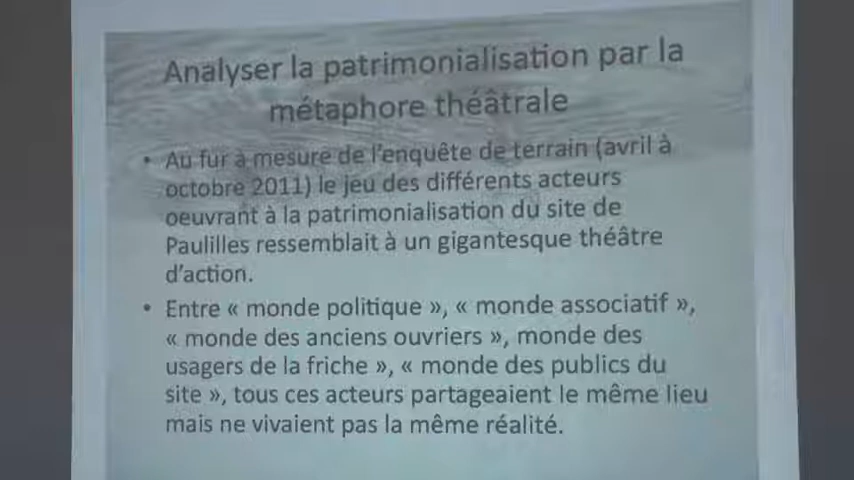 Analyser la patrimonialisation par la
métaphore théâtrale
• Au fur à mesure de l'enquête de terrain (avril à
octobre 2011) le jeu des différents acteurs
oeuvrant à la patrimonialisation du site de
Paulilles ressemblait à un gigantesque théâtre
d'action.
• Entre « monde politique », « monde associatif »,
« monde des anciens ouvriers », monde des
usagers de la friche », « monde des publics du
site », tous ces acteurs partageaient le même lieu
mais ne vivaient pas la même réalité.